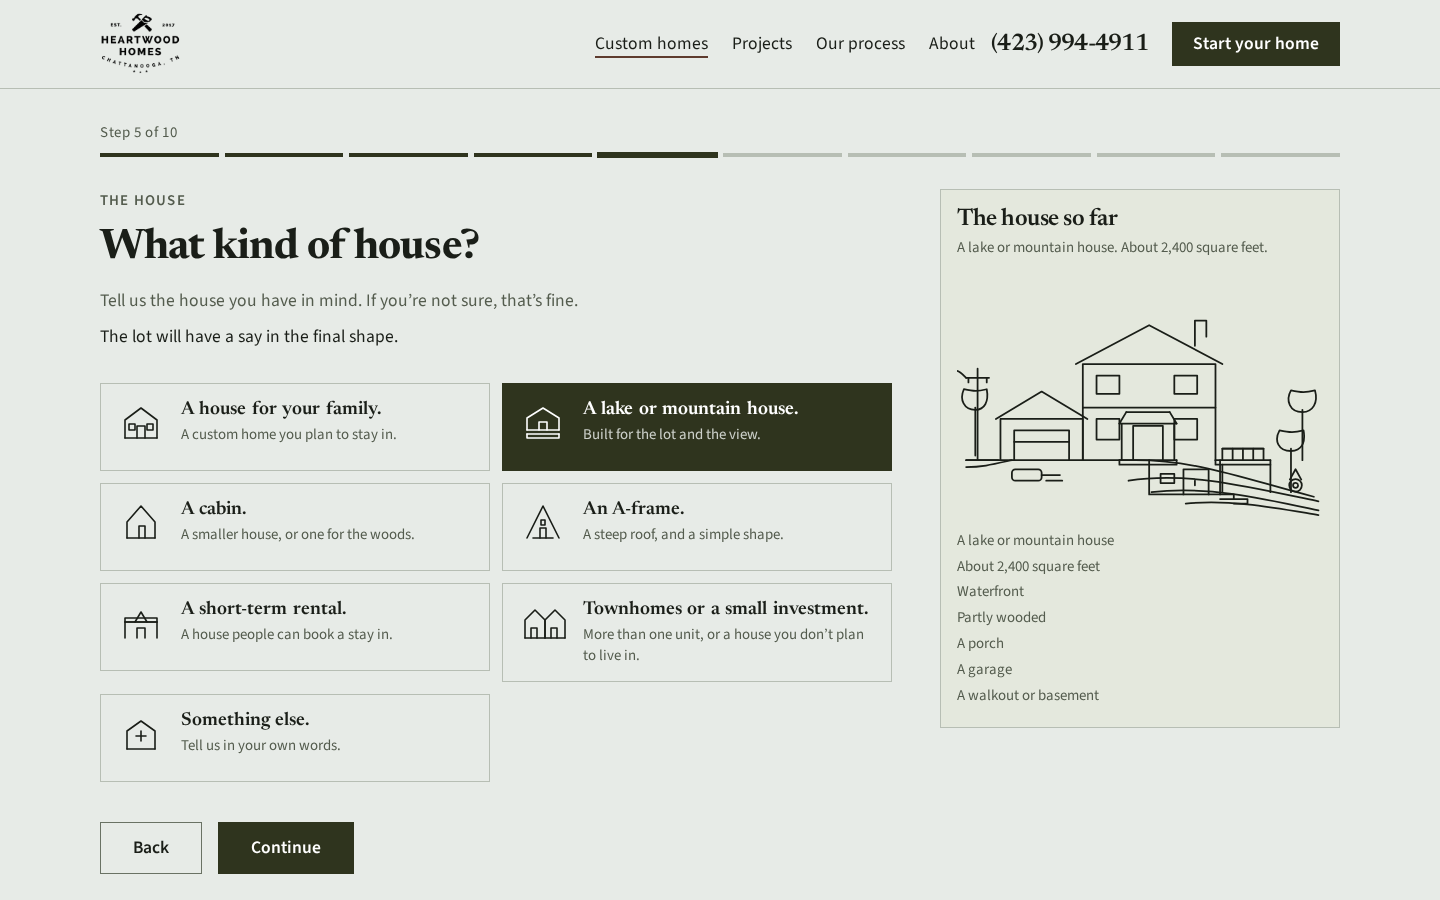 EST. 2017
HEARTWOOD
HOMES
CHATTANOOGA, TN
Custom homes
Projects
Our process
About
(423) 994-4911
Start your home
Step 5 of 10
THE HOUSE
What kind of house?
Tell us the house you have in mind. If you’re not sure, that’s fine.
The lot will have a say in the final shape.
A house for your family.
A custom home you plan to stay in.
A lake or mountain house.
Built for the lot and the view.
A cabin.
A smaller house, or one for the woods.
An A-frame.
A steep roof, and a simple shape.
A short-term rental.
A house people can book a stay in.
Townhomes or a small investment.
More than one unit, or a house you don’t plan
to live in.
Something else.
Tell us in your own words.
Back
Continue
The house so far
A lake or mountain house. About 2,400 square feet.
A lake or mountain house
About 2,400 square feet
Waterfront
Partly wooded
A porch
A garage
A walkout or basement